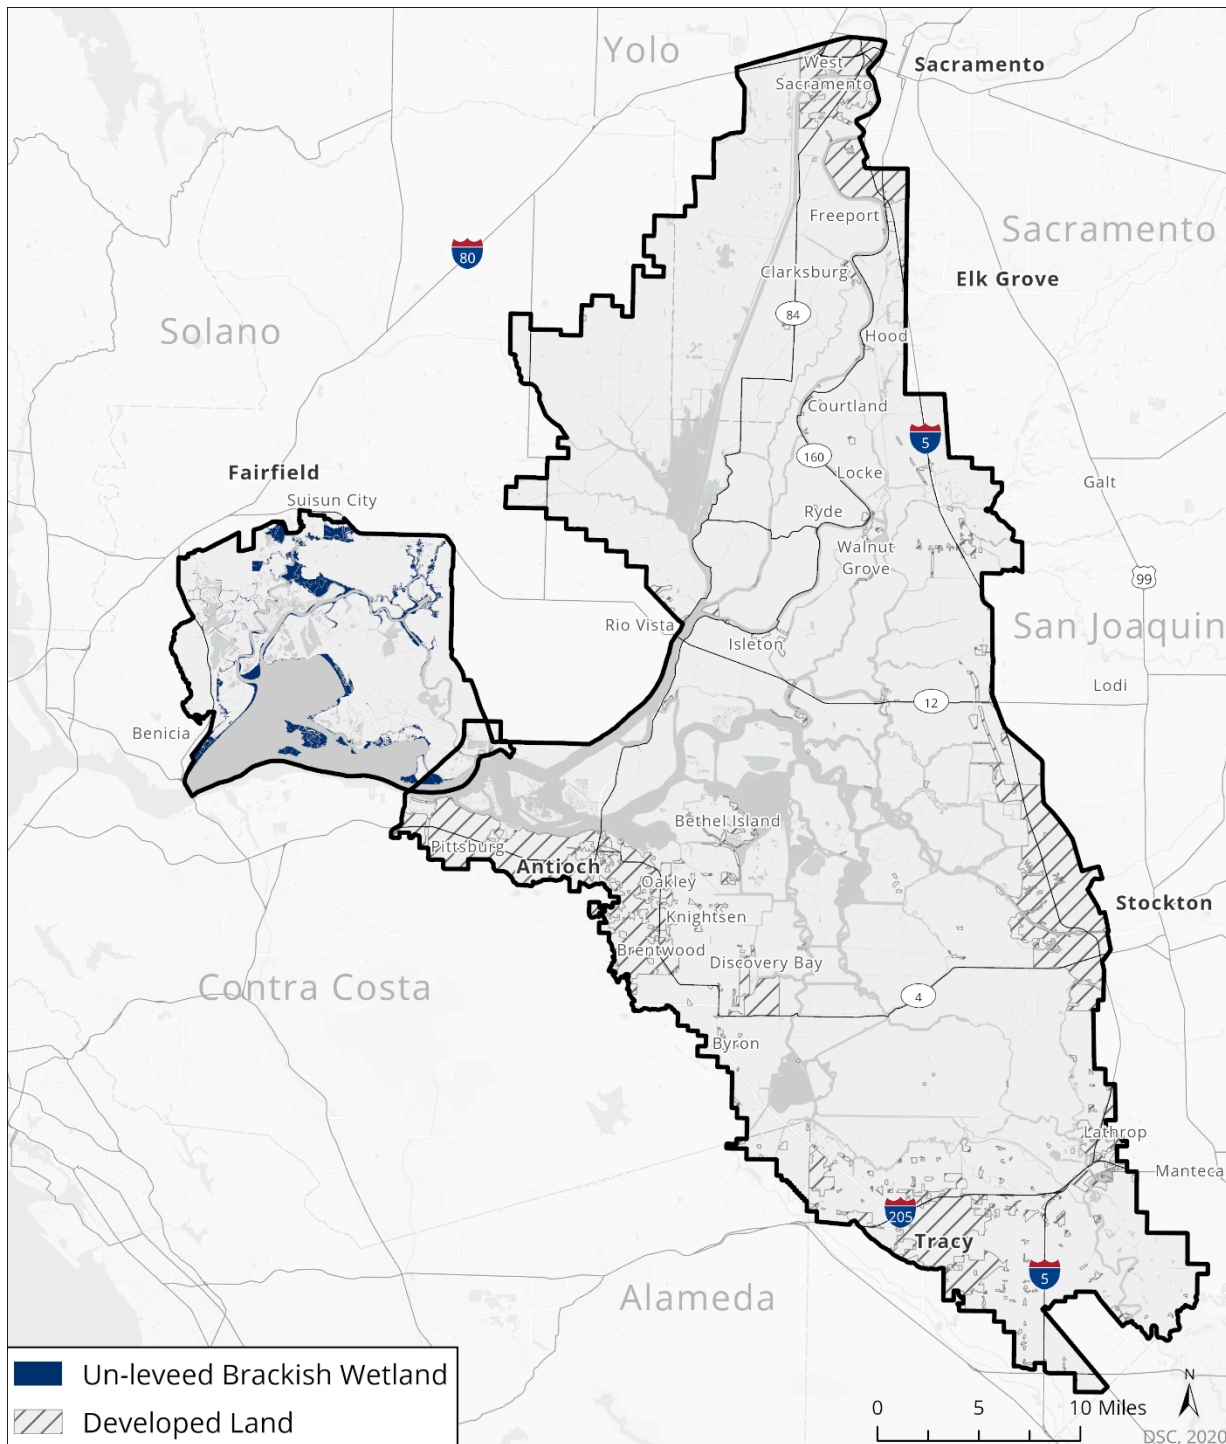 Yolo
West
Sacramento
Sacramento
Freeport
Sacramento
80
Clarksburg
Elk Grove
84
Solano
Hood
Courtland
5
160
Locke
Fairfield
Galt
Suisun City
Ryde
Walnut
Grove
99
Rio Vista
San Joaquin
Isleton
Lodi
12
Benicia
Bethel Island
Pittsburg
Antioch
Oakley
Stockton
Knightsen
Brentwood
Discovery Bay
Contra Costa
4
Byron
Lathrop
Manteca
205
Tracy
5
Alameda
Un-leveed Brackish Wetland
Developed Land
N
0 5 10 Miles
DSC, 2020